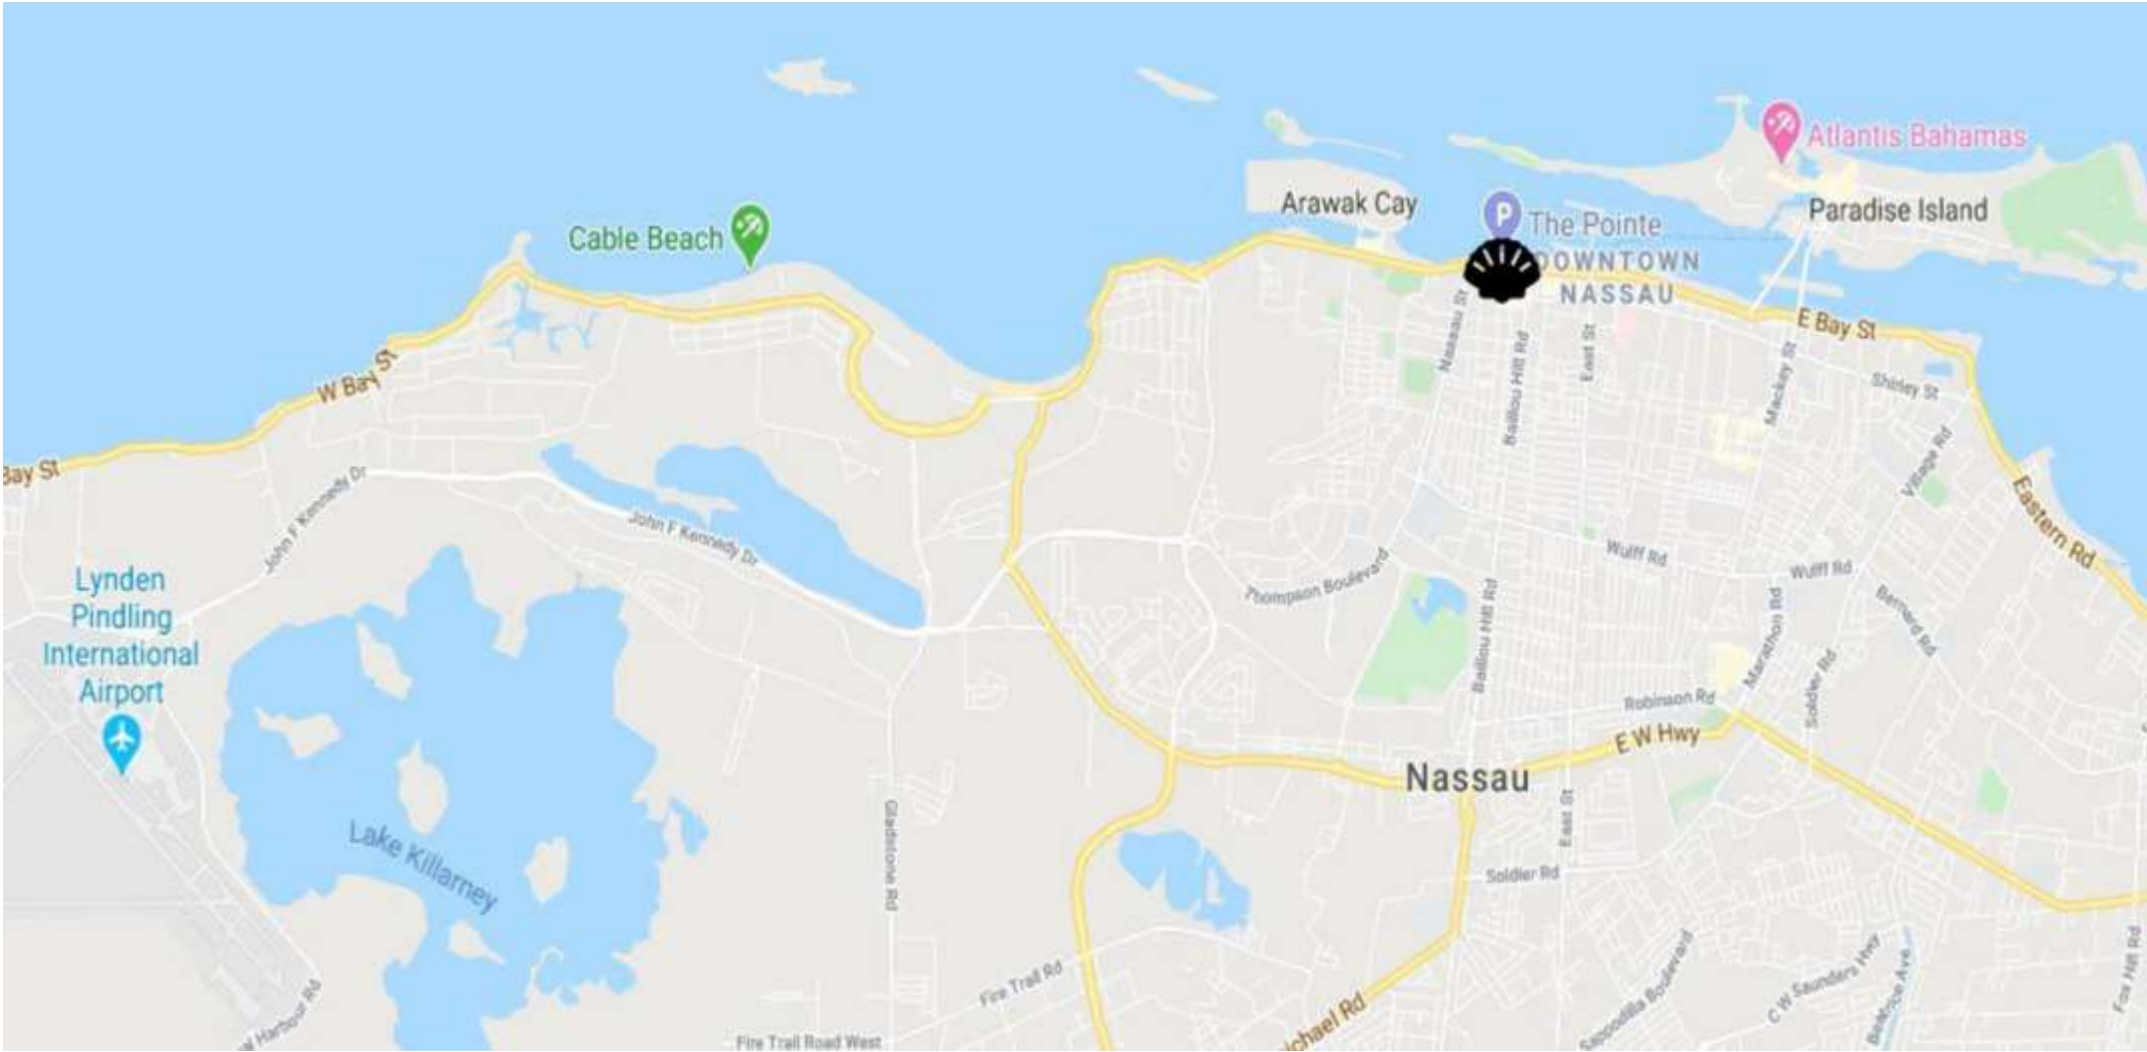 Atlantis Bahamas
Arawak Cay
Paradise Island
P
The Pointe
Cable Beach
DOWNTOWN
NASSAU
Nassau St
E Bay St
W Bay St
Baillou Hill Rd
East St
Mackey St
Shirley St
Bay St
Village Rd
John F Kennedy Dr
Eastern Rd
John F Kennedy Dr
Wulff Rd
Wulff Rd
Thompson Boulevard
Lynden
Pindling
International
Airport
Baillou Hill Rd
Marathon Rd
Bernard Rd
Soldier Rd
Robinson Rd
E W Hwy
Nassau
East St
Gladstone Rd
Lake Killarney
Soldier Rd
Fire Trail Rd
Sapodilla Boulevard
C W Saunders Hwy
Fox Hill Rd
Harbour Rd
Fire Trail Road West